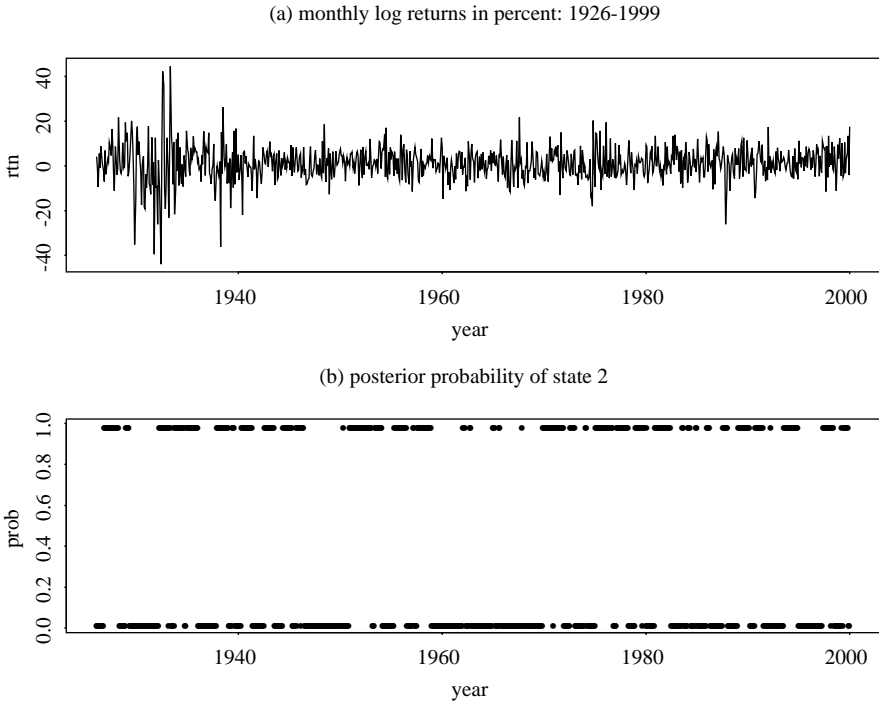 (a) monthly log returns in percent: 1926-1999
rtn
40
20
0
-20
-40
1940 1960 1980 2000
year
(b) posterior probability of state 2
prob
1.0
0.8
0.6
0.4
0.2
0.0
1940 1960 1980 2000
year